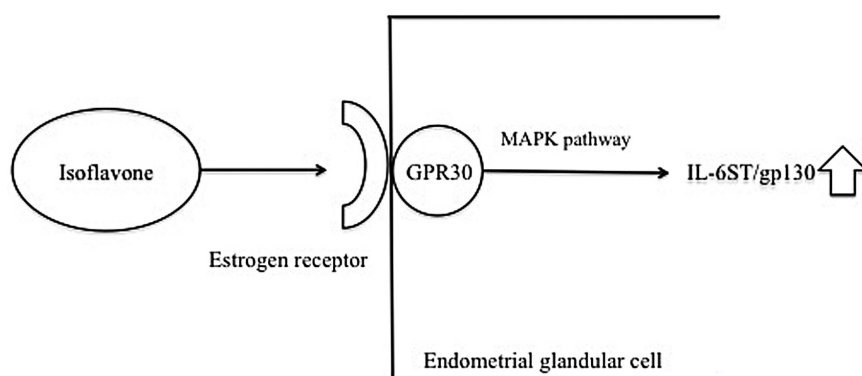 MAPK pathway
Isoflavone
GPR30
IL-6ST/gp130
Estrogen receptor
Endometrial glandular cell